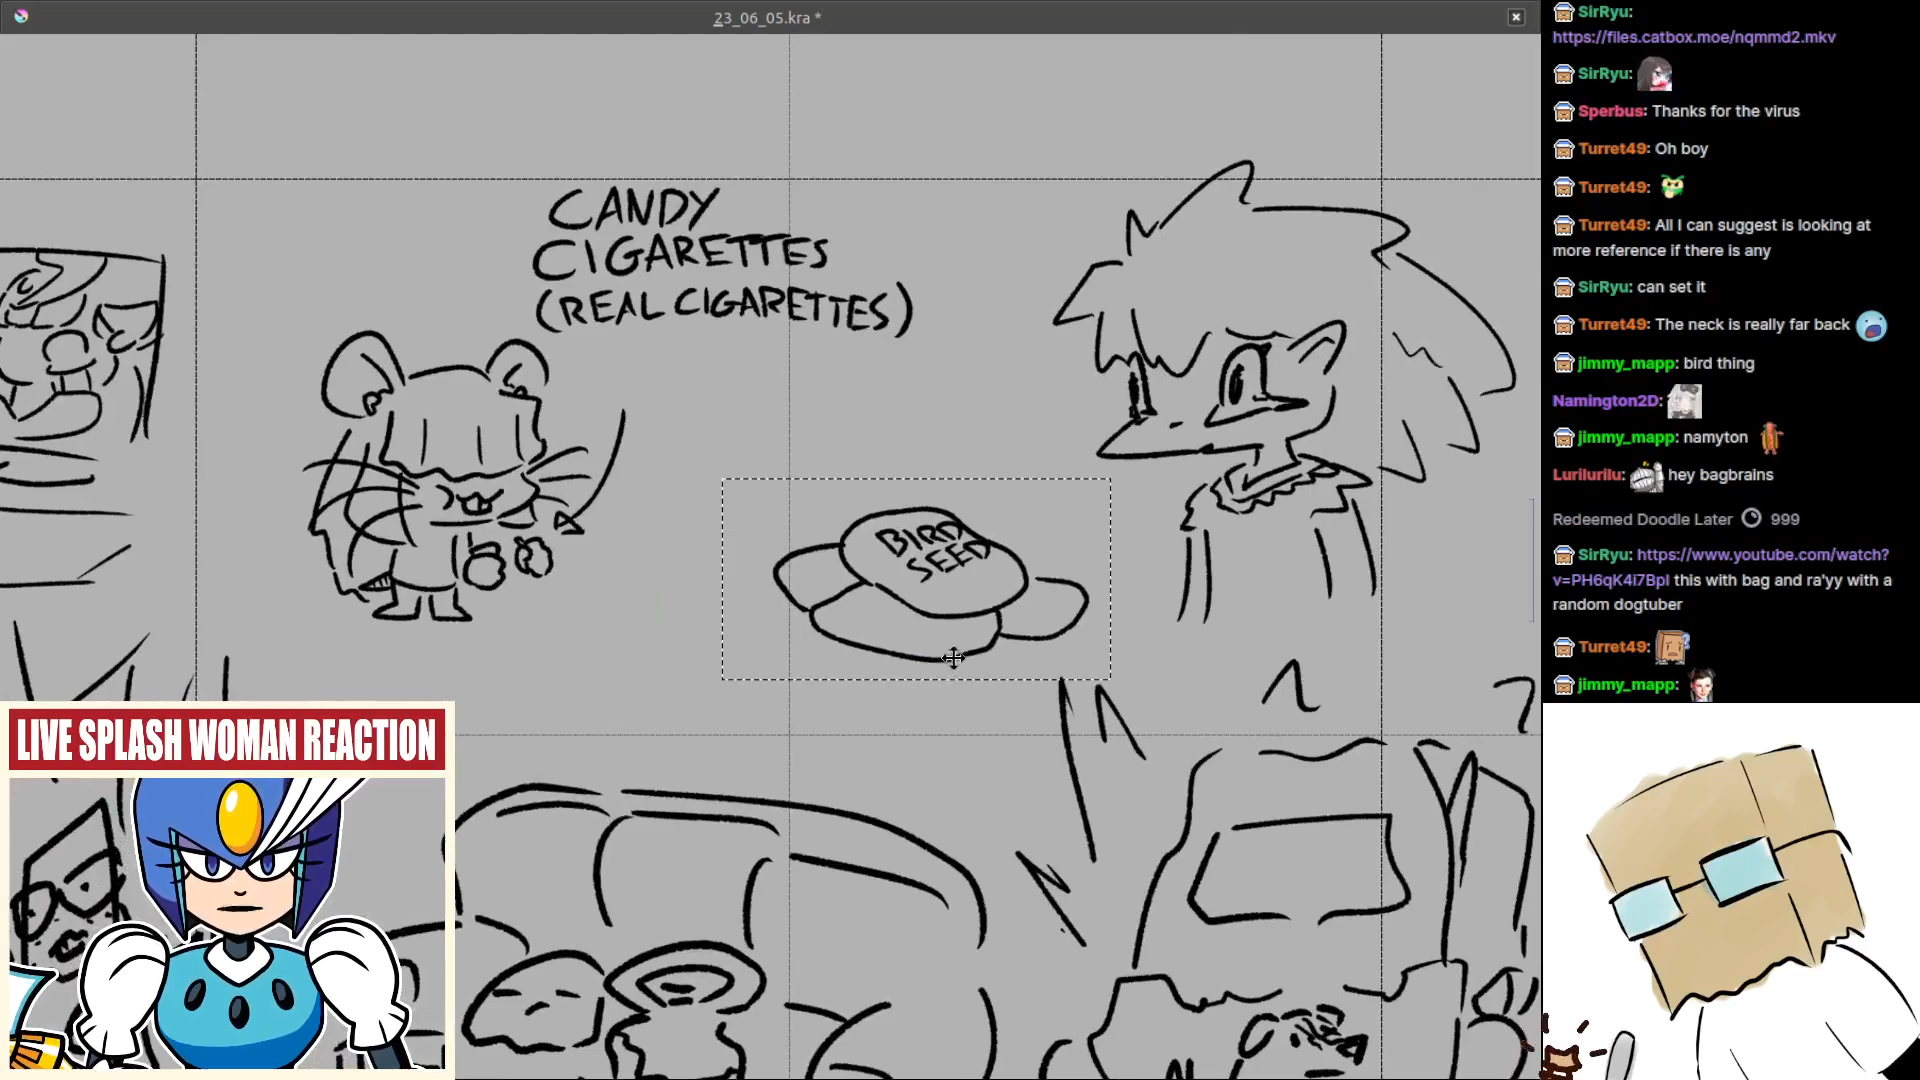 23_06_05.kra *
CANDY
CIGARETTES
(REAL CIGARETTES)
BIRD
SEED
LIVE SPLASH WOMAN REACTION
SirRyu:
https://files.catbox.moe/nqmmd2.mkv
SirRyu:
Sperbus: Thanks for the virus
Turret49: Oh boy
Turret49:
Turret49: All I can suggest is looking at
more reference if there is any
SirRyu: can set it
Turret49: The neck is really far back
jimmy_mapp: bird thing
Namington2D:
jimmy_mapp: namyton
Lurilurilu: hey bagbrains
Redeemed Doodle Later 999
SirRyu: https://www.youtube.com/watch?
v=PH6qK4i7BpI this with bag and ra'yy with a
random dogtuber
Turret49:
jimmy_mapp: